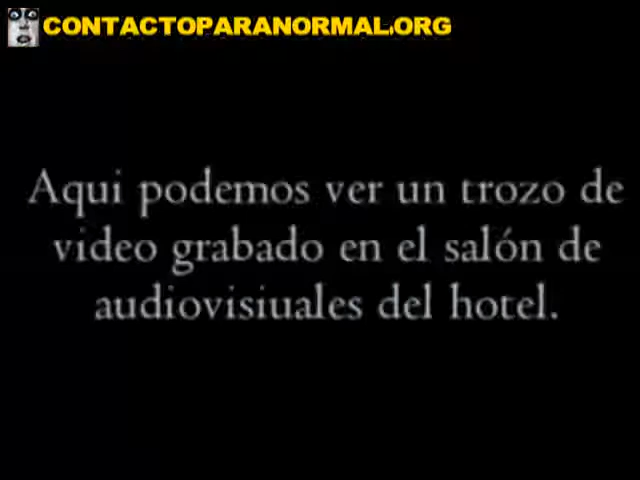 CONTACTOPARANORMAL.ORG
Aqui podemos ver un trozo de
video grabado en el salón de
audiovisiuales del hotel.